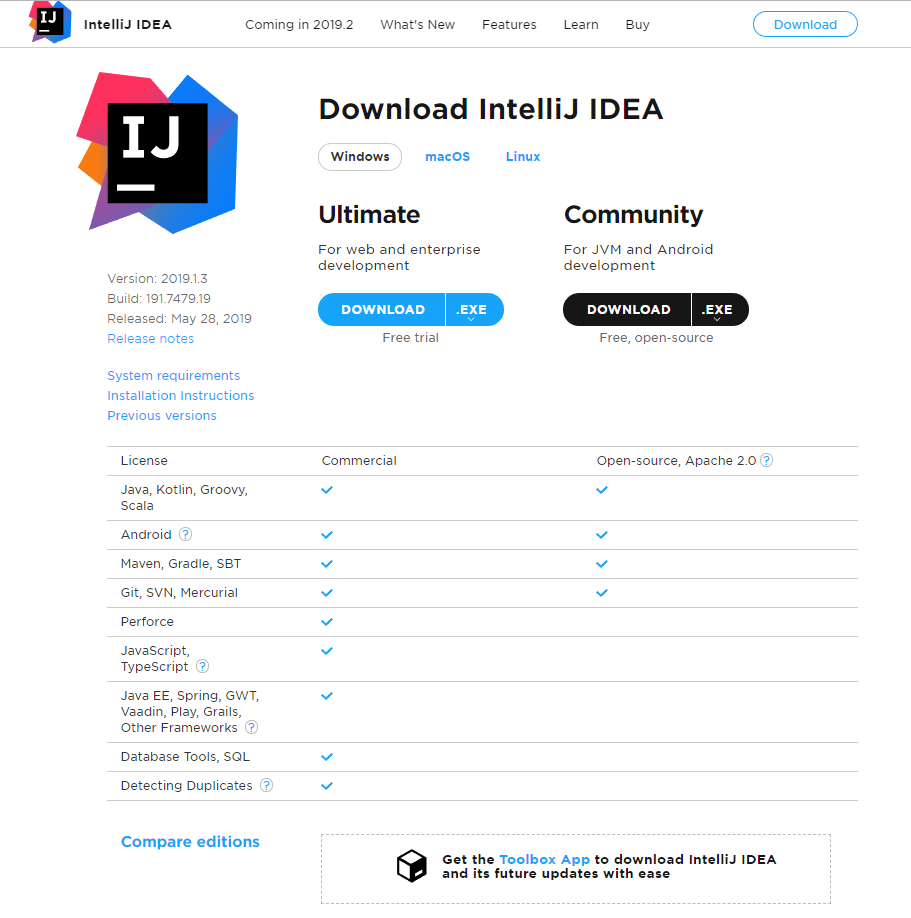 IJ
IntelliJ IDEA
Coming in 2019.2
What's New
Features
Learn
Buy
Download
IJ
Download IntelliJ IDEA
Windows
macOS
Linux
Ultimate
For web and enterprise
development
DOWNLOAD
.EXE
Free trial
Community
For JVM and Android
development
DOWNLOAD
.EXE
Free, open-source
Version: 2019.1.3
Build: 191.7479.19
Released: May 28, 2019
Release notes
System requirements
Installation Instructions
Previous versions
License
Commercial
Open-source, Apache 2.0 ?
Java, Kotlin, Groovy,
Scala
Android ?
Maven, Gradle, SBT
Git, SVN, Mercurial
Perforce
JavaScript,
TypeScript ?
Java EE, Spring, GWT,
Vaadin, Play, Grails,
Other Frameworks ?
Database Tools, SQL
Detecting Duplicates ?
Compare editions
Get the Toolbox App to download IntelliJ IDEA
and its future updates with ease